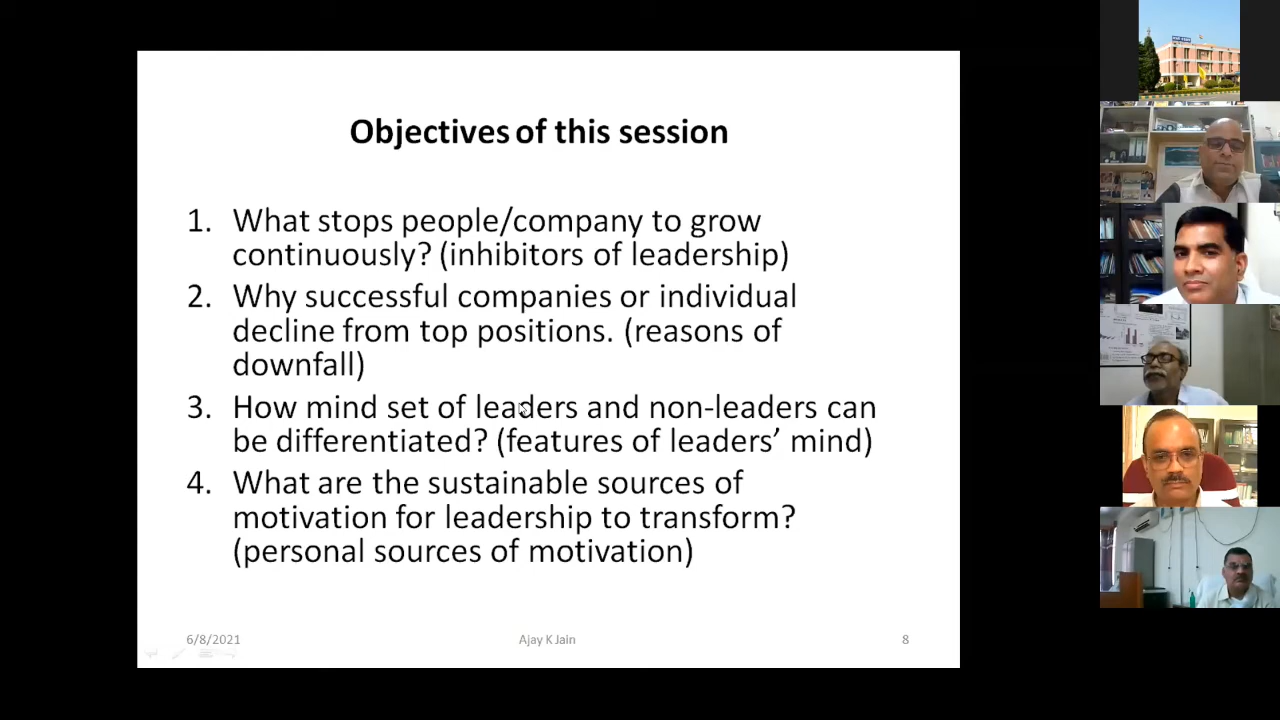 Objectives of this session
1. What stops people/company to grow
continuously? (inhibitors of leadership)
2. Why successful companies or individual
decline from top positions. (reasons of
downfall)
3. How mind set of leaders and non-leaders can
be differentiated? (features of leaders’ mind)
4. What are the sustainable sources of
motivation for leadership to transform?
(personal sources of motivation)
6/8/2021 Ajay K Jain 8